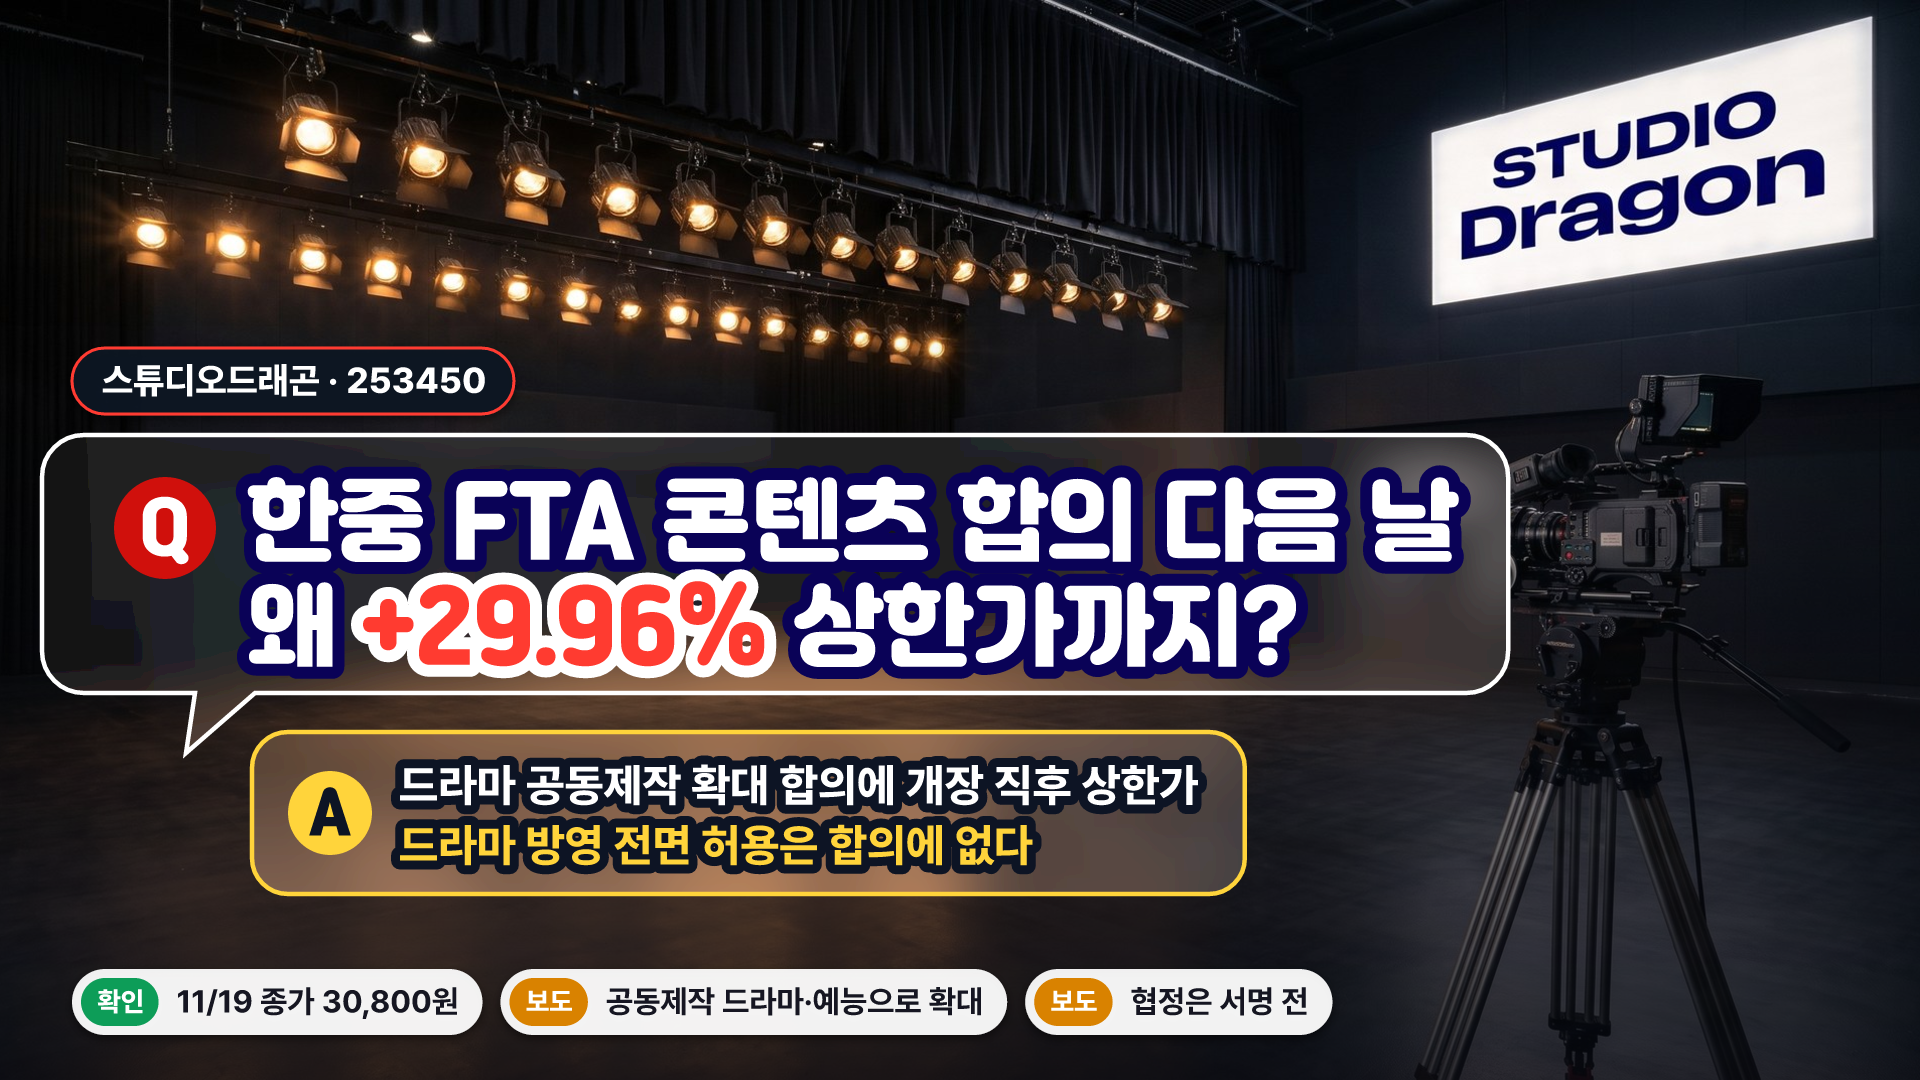 STUDIO
Dragon
스튜디오드래곤 · 253450
Q 한중 FTA 콘텐츠 합의 다음 날
왜 +29.96% 상한가까지?
A 드라마 공동제작 확대 합의에 개장 직후 상한가
드라마 방영 전면 허용은 합의에 없다
확인 11/19 종가 30,800원
보도 공동제작 드라마·예능으로 확대
보도 협정은 서명 전